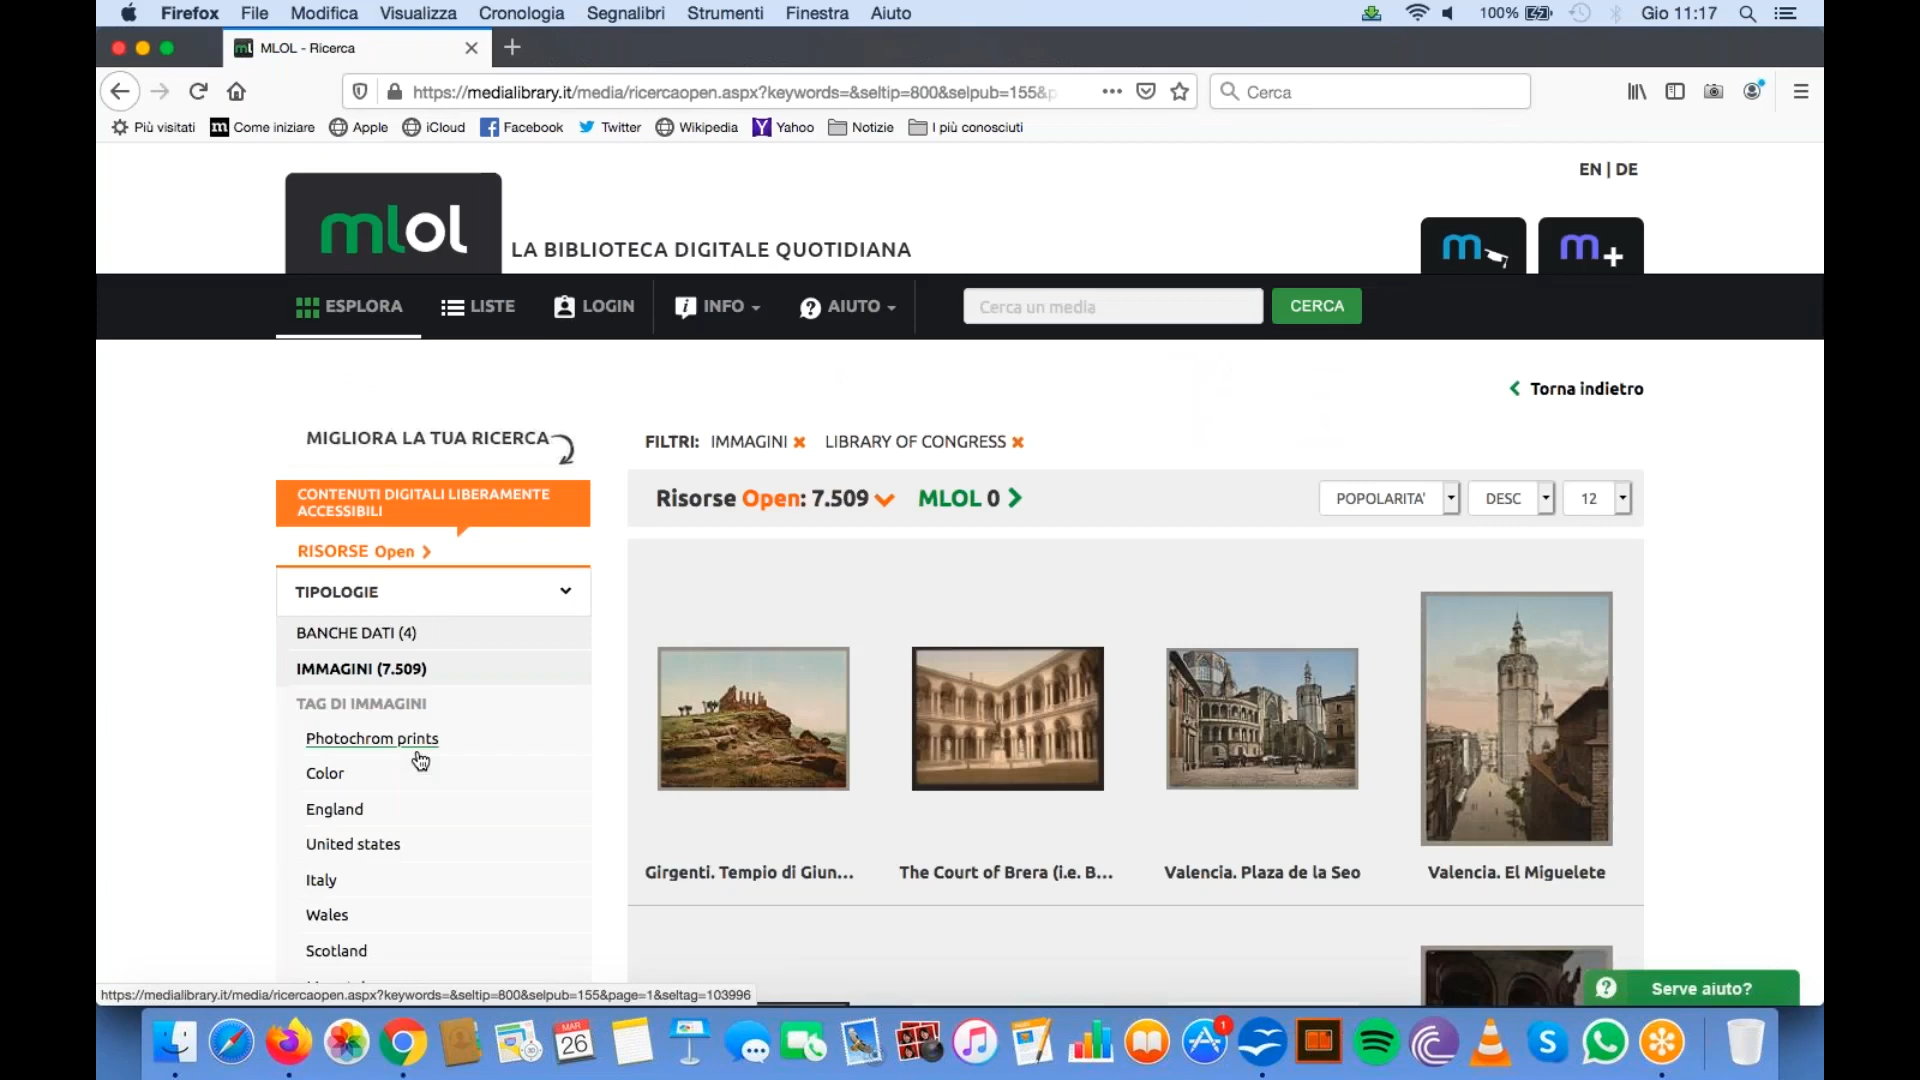 Firefox File Modifica Visualizza Cronologia Segnalibri Strumenti Finestra Aiuto 100% Gio 11:17
ml MLOL - Ricerca
https://medialibrary.it/media/ricercaopen.aspx?keywords=&seltip=800&selpub=155&p Cerca
Più visitati m Come iniziare Apple iCloud Facebook Twitter Wikipedia Yahoo Notizie I più conosciuti
EN | DE
mlol LA BIBLIOTECA DIGITALE QUOTIDIANA m m+
ESPLORA LISTE LOGIN INFO AIUTO Cerca un media CERCA
Torna indietro
MIGLIORA LA TUA RICERCA
FILTRI: IMMAGINI LIBRARY OF CONGRESS
CONTENUTI DIGITALI LIBERAMENTE
ACCESSIBILI
Risorse Open: 7.509 MLOL 0 POPOLARITA' DESC 12
RISORSE Open
TIPOLOGIE
BANCHE DATI (4)
IMMAGINI (7.509)
TAG DI IMMAGINI
Photochrom prints
Color
England
United states
Italy
Wales
Scotland
Girgenti. Tempio di Giun... The Court of Brera (i.e. B... Valencia. Plaza de la Seo Valencia. El Miguelete
Serve aiuto?
https://medialibrary.it/media/ricercaopen.aspx?keywords=&seltip=800&selpub=155&page=1&seltag=103996
MAR
26
1